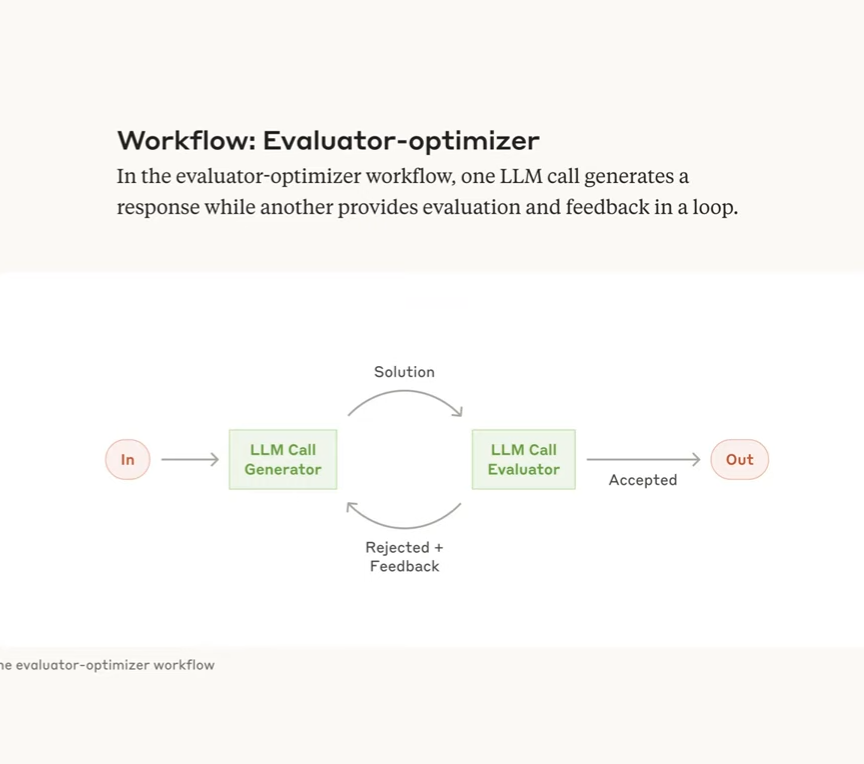 Workflow: Evaluator-optimizer
In the evaluator-optimizer workflow, one LLM call generates a
response while another provides evaluation and feedback in a loop.
Solution
In
LLM Call
Generator
LLM Call
Evaluator
Accepted
Out
Rejected +
Feedback
he evaluator-optimizer workflow